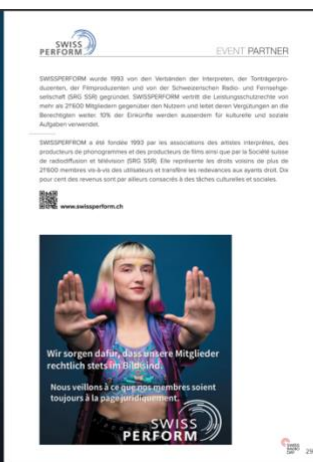 SWISS
PERFORM
EVENT PARTNER
SWISSPERFORM wurde 1993 von den Verbänden der Interpreten, der Tonträgerpro-
duzenten, der Filmproduzenten und von der Schweizerischen Radio- und Fernsehge-
sellschaft (SRG SSR) gegründet. SWISSPERFORM vertritt die Leistungsschutzrechte von
mehr als 21'600 Mitgliedern gegenüber den Nutzern und leitet deren Vergütungen an die
Berechtigten weiter. 10% der Einkünfte werden ausserdem für kulturelle und soziale
Aufgaben verwendet.
SWISSPERFROM a été fondée 1993 par les associations des artistes interprètes, des
producteurs de phonogrammes et des producteurs de films ainsi que par la Société suisse
de radiodiffusion et télévision (SRG SSR). Elle représente les droits voisins de plus de
21'600 membres vis-à-vis des utilisateurs et transfère les redevances aux ayants droit. Dix
pour cent des revenus sont par ailleurs consacrés à des tâches culturelles et sociales.
www.swissperform.ch
Wir sorgen dafür, dass unsere Mitglieder
rechtlich stets im Bild sind.
Nous veillons à ce que nos membres soient
toujours à la page juridiquement.
SWISS
PERFORM
SWISS
RADIO
DAY
29